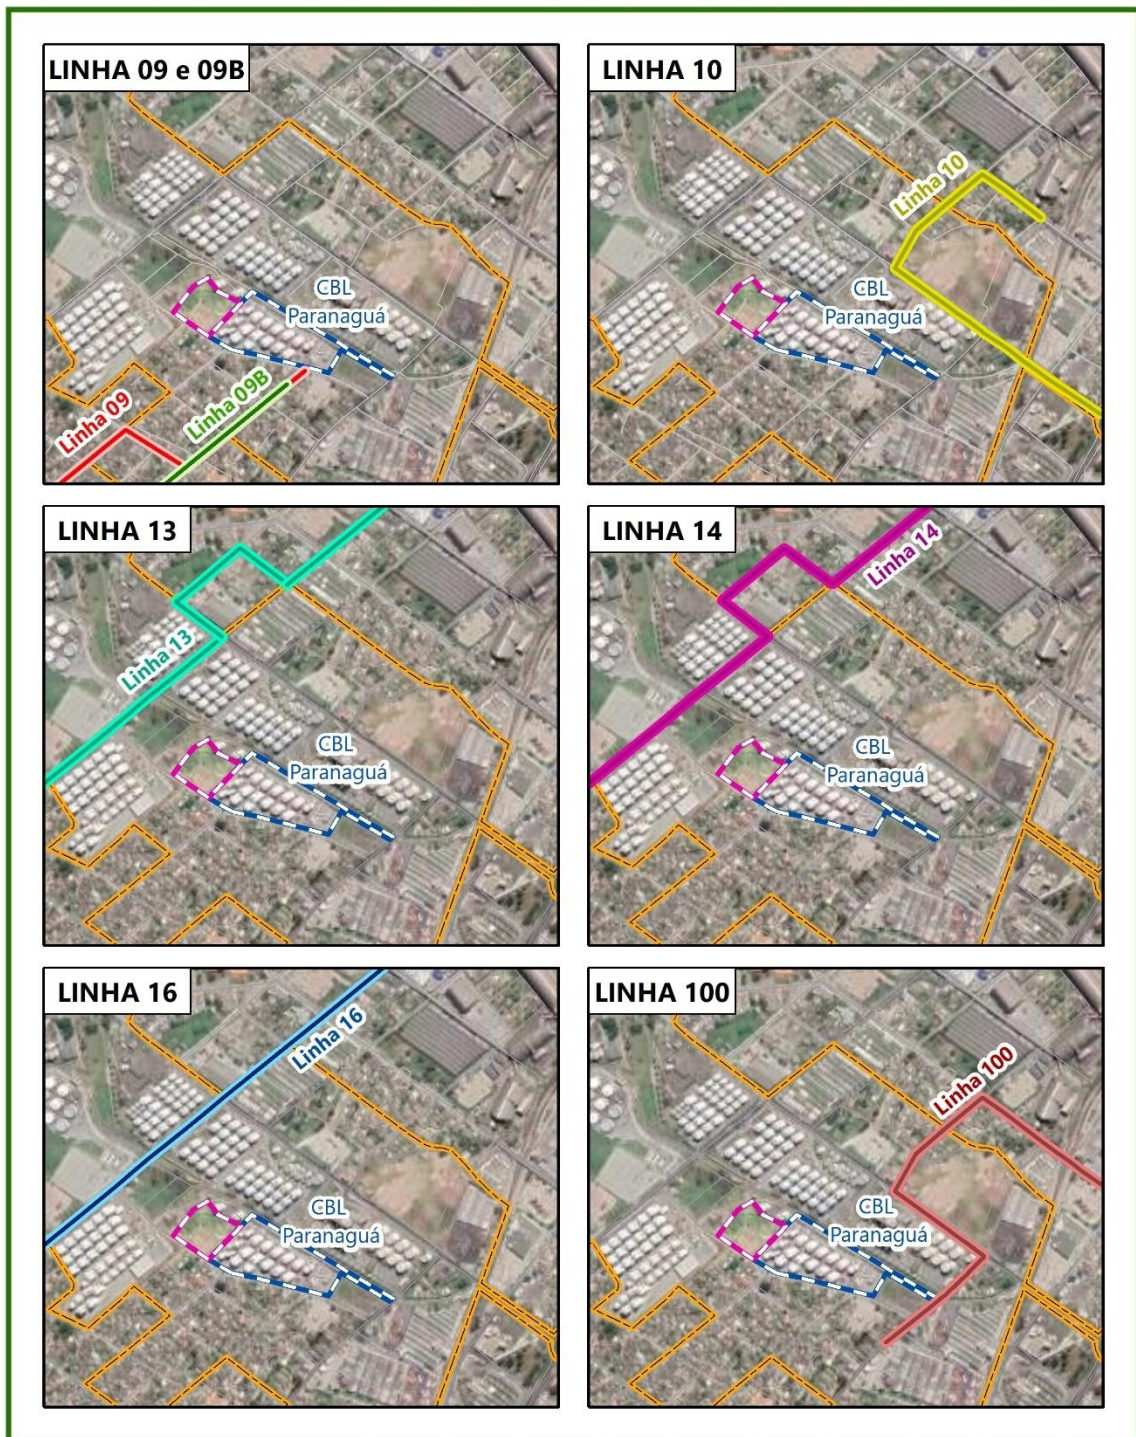 LINHA 09 e 09B
CBL
Paranaguá
Linha 09
Linha 09B
LINHA 10
Linha 10
CBL
Paranaguá
LINHA 13
Linha 13
CBL
Paranaguá
LINHA 14
Linha 14
CBL
Paranaguá
LINHA 16
Linha 16
CBL
Paranaguá
LINHA 100
Linha 100
CBL
Paranaguá